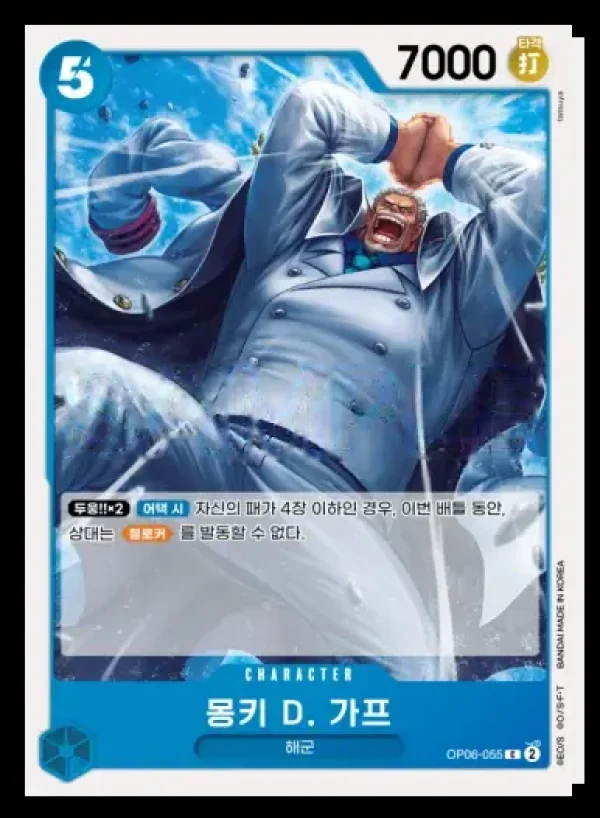 5
7000
타격
打
tatsuya
두웅!!×2 어택 시 자신의 패가 4장 이하인 경우, 이번 배틀 동안,
상대는 블로커 를 발동할 수 없다.
CHARACTER
몽키 D. 가프
해군
OP06-055 C 2
©EO/S ©O/S·F·T BANDAI MADE IN KOREA